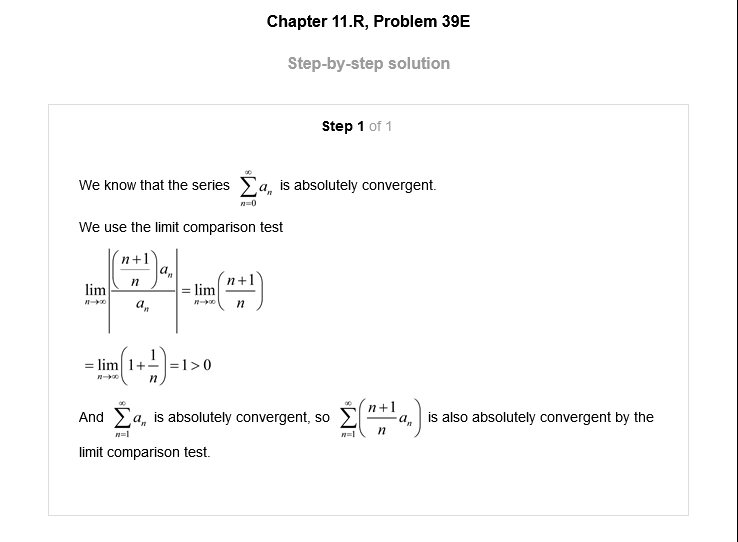 Chapter 11.R, Problem 39E
Step-by-step solution
Step 1 of 1
We know that the series $\sum_{n=0}^{\infty} a_n$ is absolutely convergent.
We use the limit comparison test
$\lim_{n\to\infty}\left|\frac{\left(\frac{n+1}{n}\right)a_n}{a_n}\right| = \lim_{n\to\infty}\left(\frac{n+1}{n}\right)$
$= \lim_{n\to\infty}\left(1+\frac{1}{n}\right) = 1 > 0$
And $\sum_{n=1}^{\infty} a_n$ is absolutely convergent, so $\sum_{n=1}^{\infty}\left(\frac{n+1}{n}a_n\right)$ is also absolutely convergent by the
limit comparison test.